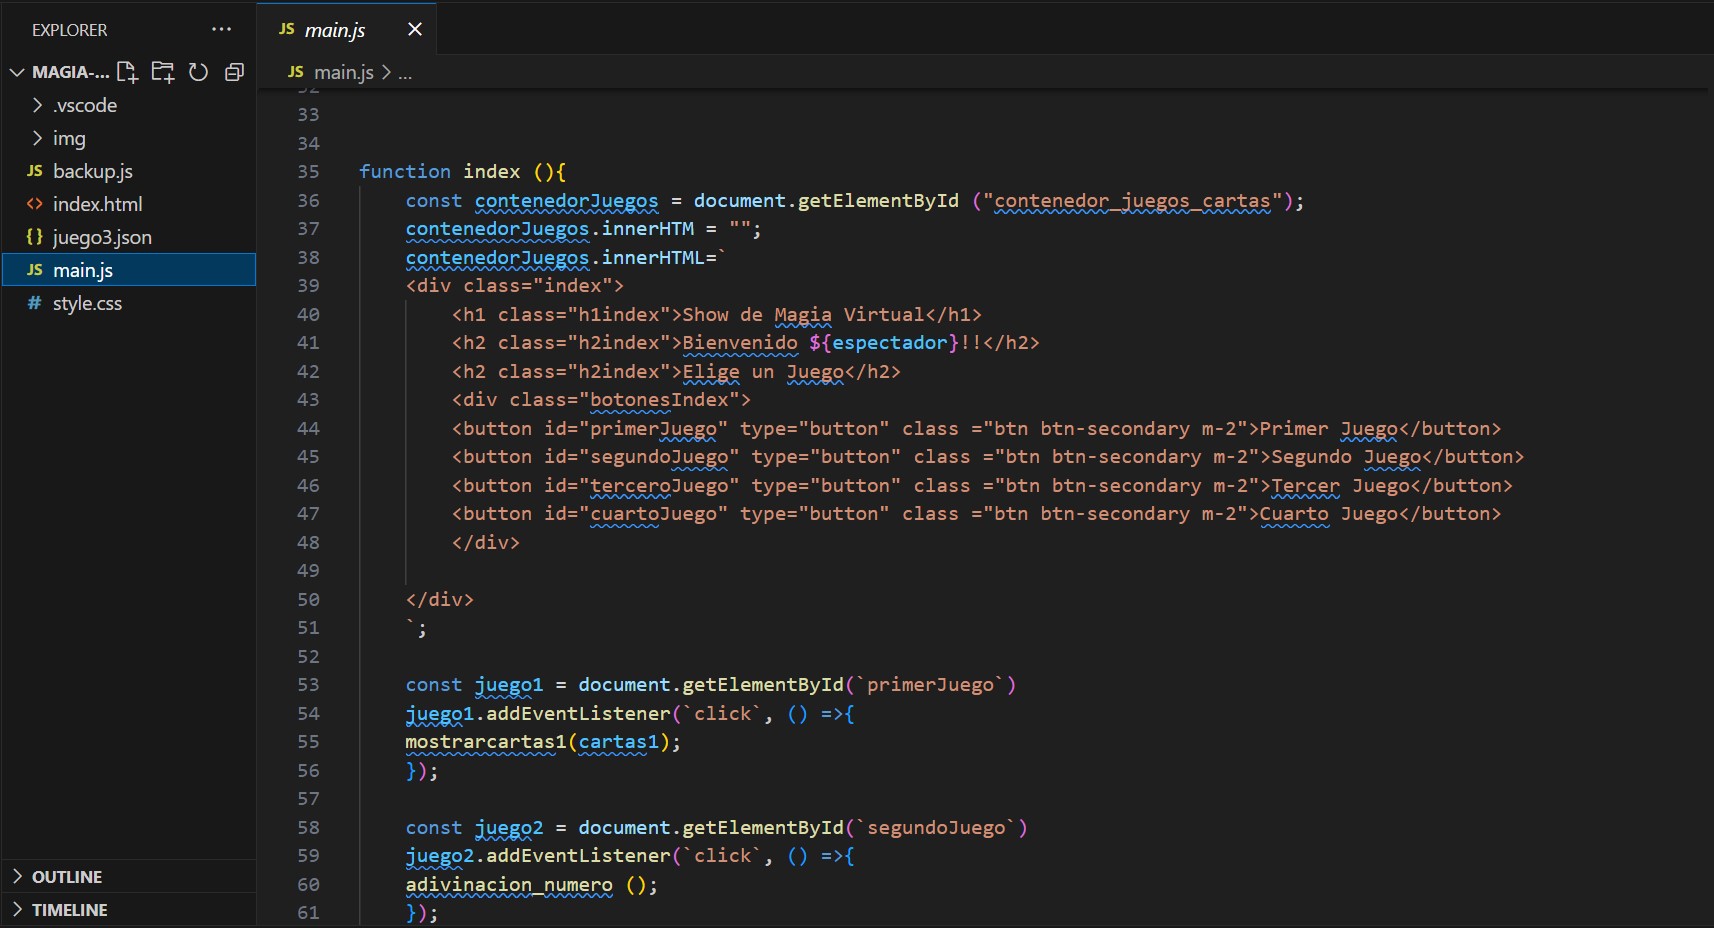 EXPLORER
MAGIA-...
.vscode
img
JS backup.js
<> index.html
{} juego3.json
JS main.js
# style.css
OUTLINE
TIMELINE
JS main.js
JS main.js > ...
32
33
34
35 function index (){
36 const contenedorJuegos = document.getElementById ("contenedor_juegos_cartas");
37 contenedorJuegos.innerHTM = "";
38 contenedorJuegos.innerHTML=`
39 <div class="index">
40 <h1 class="h1index">Show de Magia Virtual</h1>
41 <h2 class="h2index">Bienvenido ${espectador}!!</h2>
42 <h2 class="h2index">Elige un Juego</h2>
43 <div class="botonesIndex">
44 <button id="primerJuego" type="button" class ="btn btn-secondary m-2">Primer Juego</button>
45 <button id="segundoJuego" type="button" class ="btn btn-secondary m-2">Segundo Juego</button>
46 <button id="terceroJuego" type="button" class ="btn btn-secondary m-2">Tercer Juego</button>
47 <button id="cuartoJuego" type="button" class ="btn btn-secondary m-2">Cuarto Juego</button>
48 </div>
49
50 </div>
51 `;
52
53 const juego1 = document.getElementById(`primerJuego`)
54 juego1.addEventListener(`click`, () =>{
55 mostrarcartas1(cartas1);
56 });
57
58 const juego2 = document.getElementById(`segundoJuego`)
59 juego2.addEventListener(`click`, () =>{
60 adivinacion_numero ();
61 });